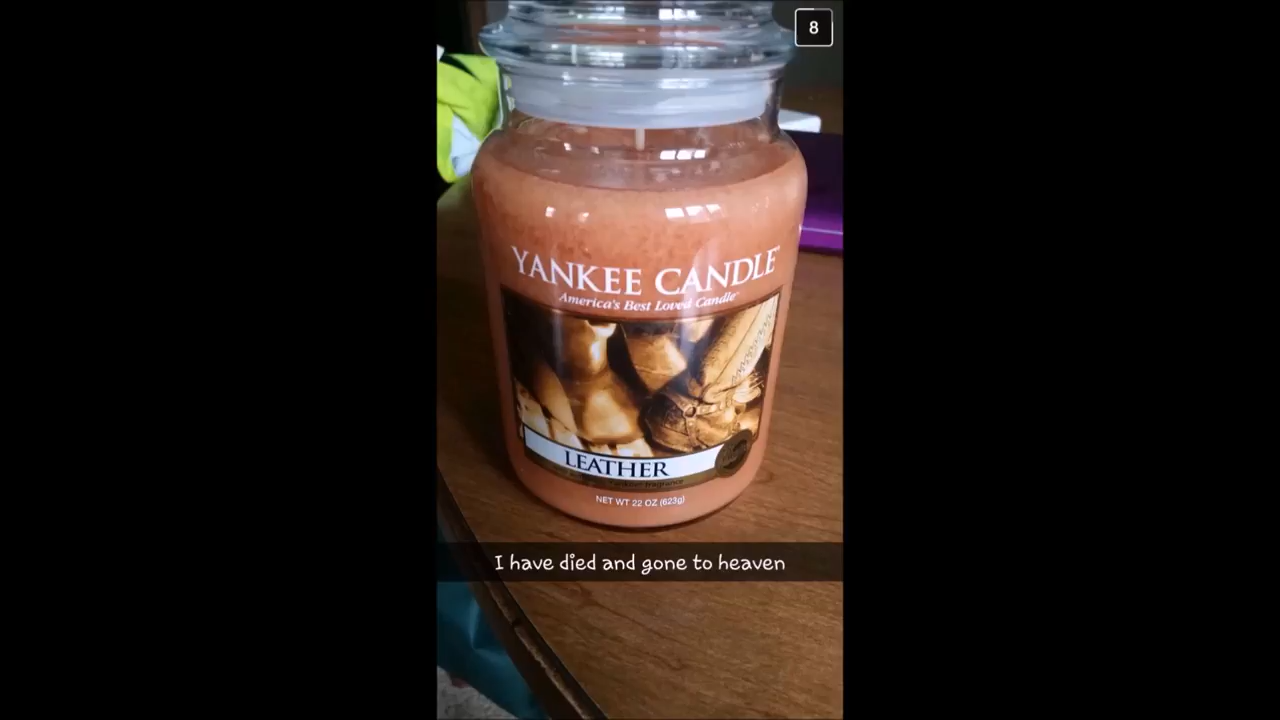 8
YANKEE CANDLE
America's Best Loved Candle
LEATHER
fragrance
NET WT 22 OZ (623g)
I have died and gone to heaven